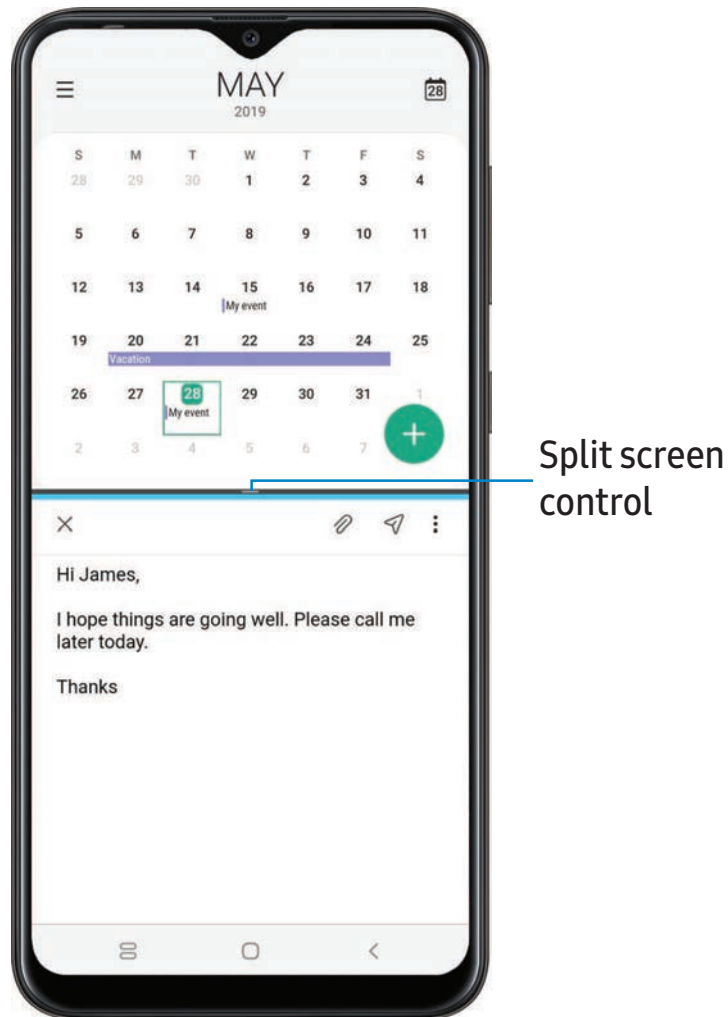 MAY
28
2019
S M T W T F S
28 29 30 1 2 3 4
5 6 7 8 9 10 11
12 13 14 15 16 17 18
My event
19 20 21 22 23 24 25
Vacation
26 27 28 29 30 31 1
My event
2 3 4 5 6 7
Split screen
control
Hi James,
I hope things are going well. Please call me
later today.
Thanks